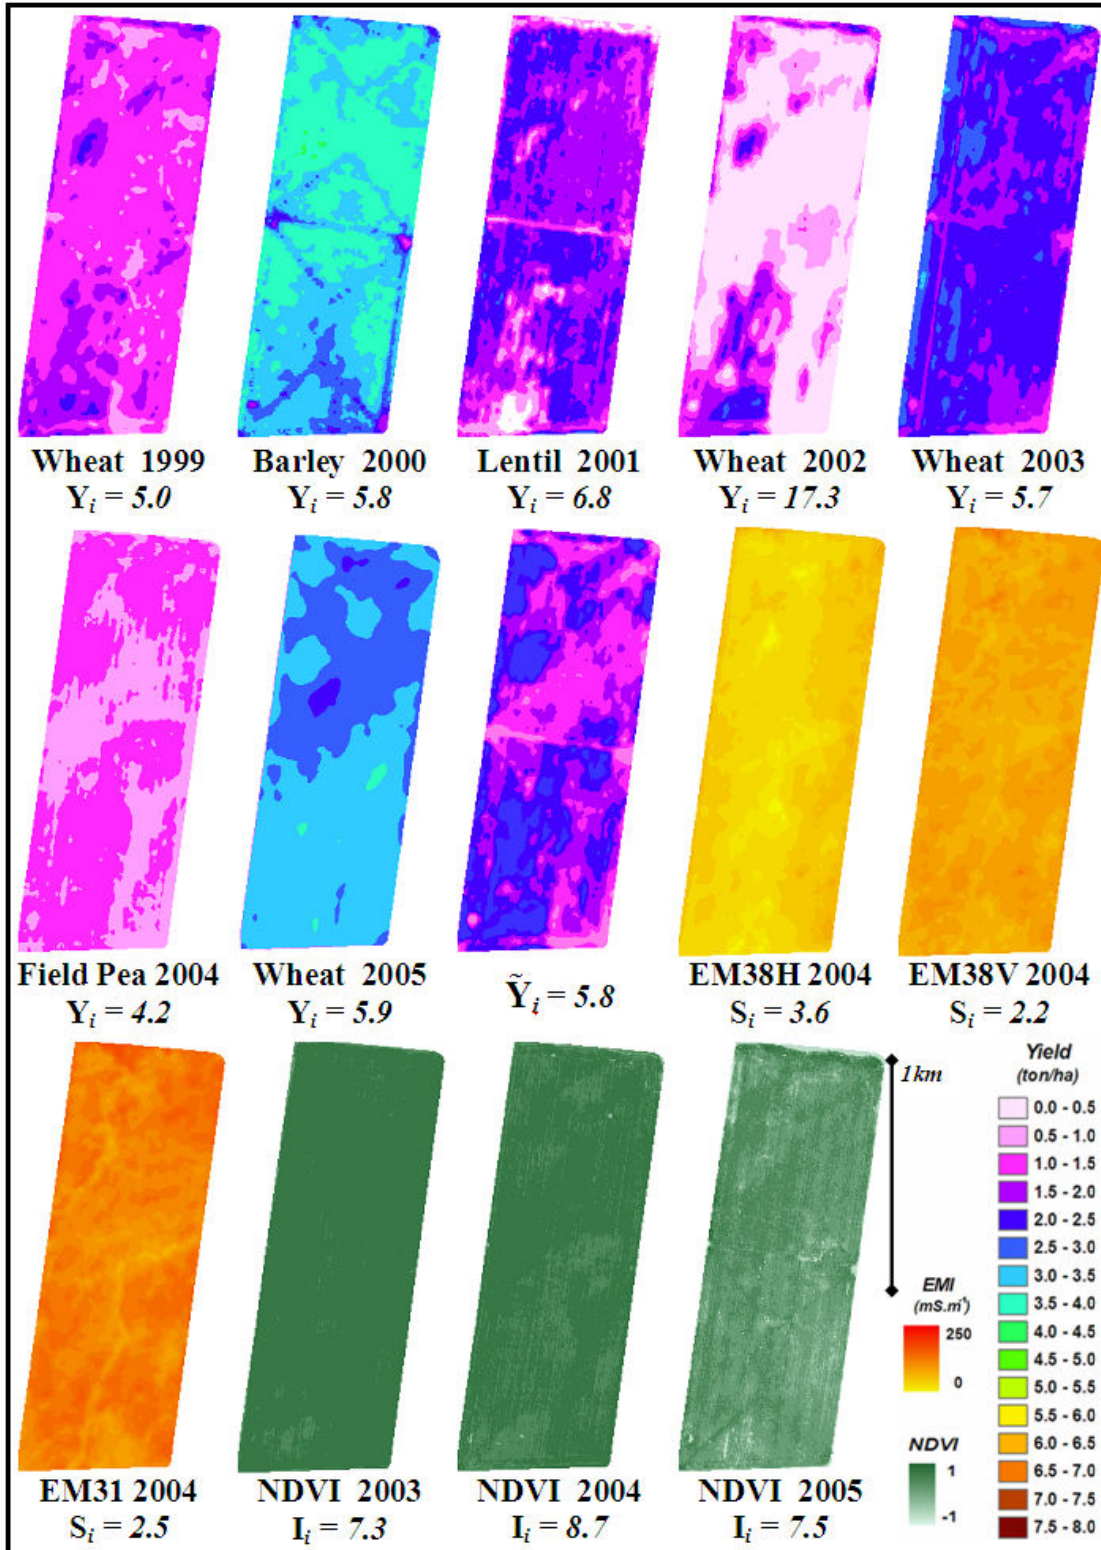 Wheat 1999
Barley 2000
Lentil 2001
Wheat 2002
Wheat 2003
Yᵢ = 5.0
Yᵢ = 5.8
Yᵢ = 6.8
Yᵢ = 17.3
Yᵢ = 5.7
Field Pea 2004
Wheat 2005
Ỹᵢ = 5.8
EM38H 2004
EM38V 2004
Yᵢ = 4.2
Yᵢ = 5.9
Sᵢ = 3.6
Sᵢ = 2.2
1km
Yield
(ton/ha)
0.0 - 0.5
0.5 - 1.0
1.0 - 1.5
1.5 - 2.0
2.0 - 2.5
2.5 - 3.0
3.0 - 3.5
3.5 - 4.0
4.0 - 4.5
4.5 - 5.0
5.0 - 5.5
5.5 - 6.0
6.0 - 6.5
6.5 - 7.0
7.0 - 7.5
7.5 - 8.0
EMI
(mS.m⁻¹)
250
0
NDVI
1
-1
EM31 2004
NDVI 2003
NDVI 2004
NDVI 2005
Sᵢ = 2.5
Iᵢ = 7.3
Iᵢ = 8.7
Iᵢ = 7.5